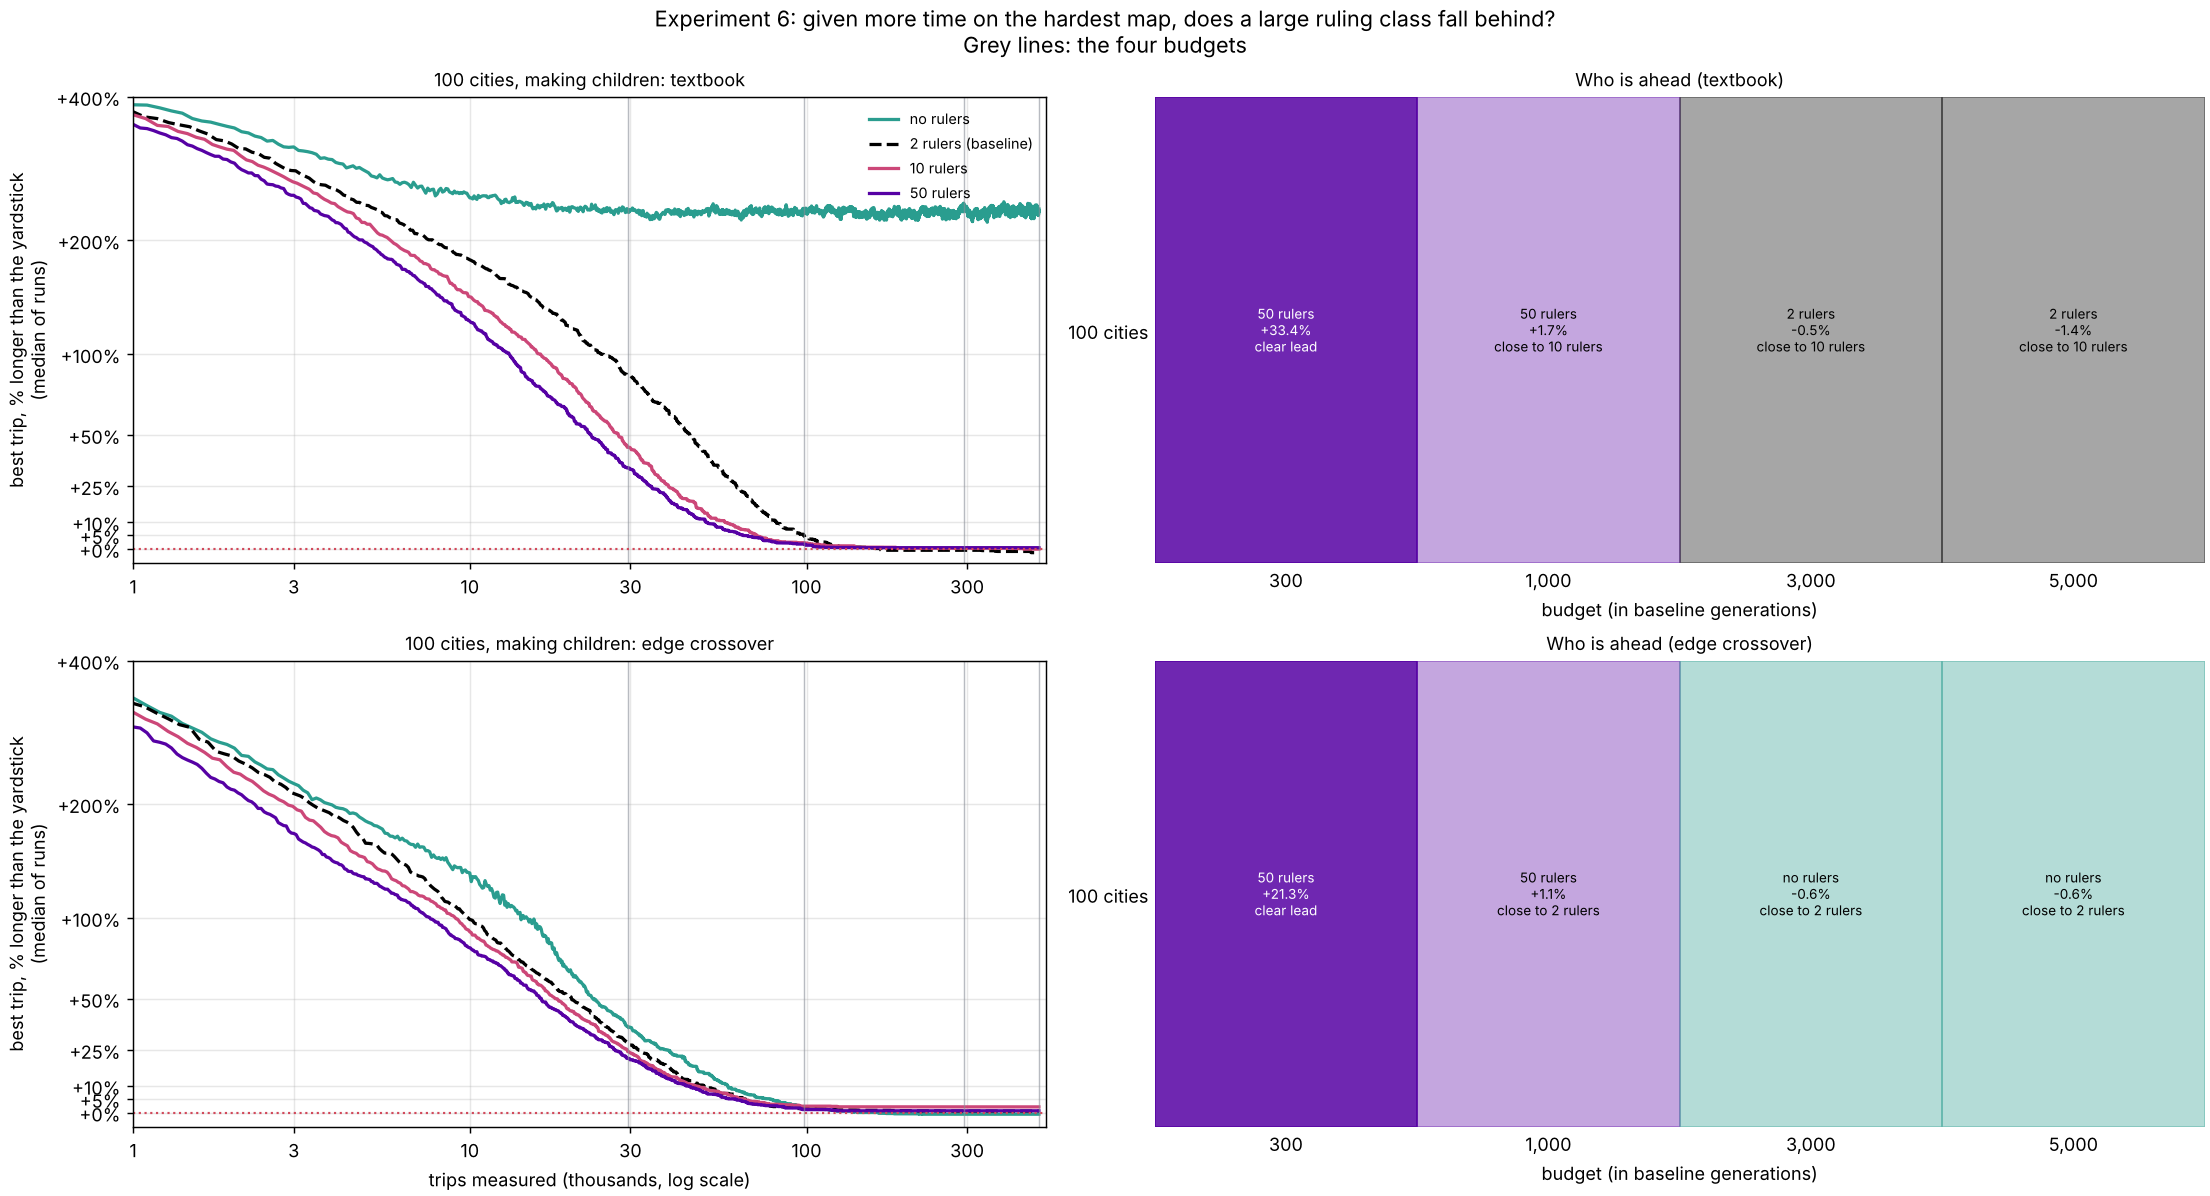 Experiment 6: given more time on the hardest map, does a large ruling class fall behind?
Grey lines: the four budgets
100 cities, making children: textbook
best trip, % longer than the yardstick
(median of runs)
+400%
+200%
+100%
+50%
+25%
+10%
+5%
+0%
no rulers
2 rulers (baseline)
10 rulers
50 rulers
1
3
10
30
100
300
Who is ahead (textbook)
100 cities
50 rulers
+33.4%
clear lead
50 rulers
+1.7%
close to 10 rulers
2 rulers
-0.5%
close to 10 rulers
2 rulers
-1.4%
close to 10 rulers
300
1,000
3,000
5,000
budget (in baseline generations)
100 cities, making children: edge crossover
best trip, % longer than the yardstick
(median of runs)
+400%
+200%
+100%
+50%
+25%
+10%
+5%
+0%
1
3
10
30
100
300
trips measured (thousands, log scale)
Who is ahead (edge crossover)
100 cities
50 rulers
+21.3%
clear lead
50 rulers
+1.1%
close to 2 rulers
no rulers
-0.6%
close to 2 rulers
no rulers
-0.6%
close to 2 rulers
300
1,000
3,000
5,000
budget (in baseline generations)